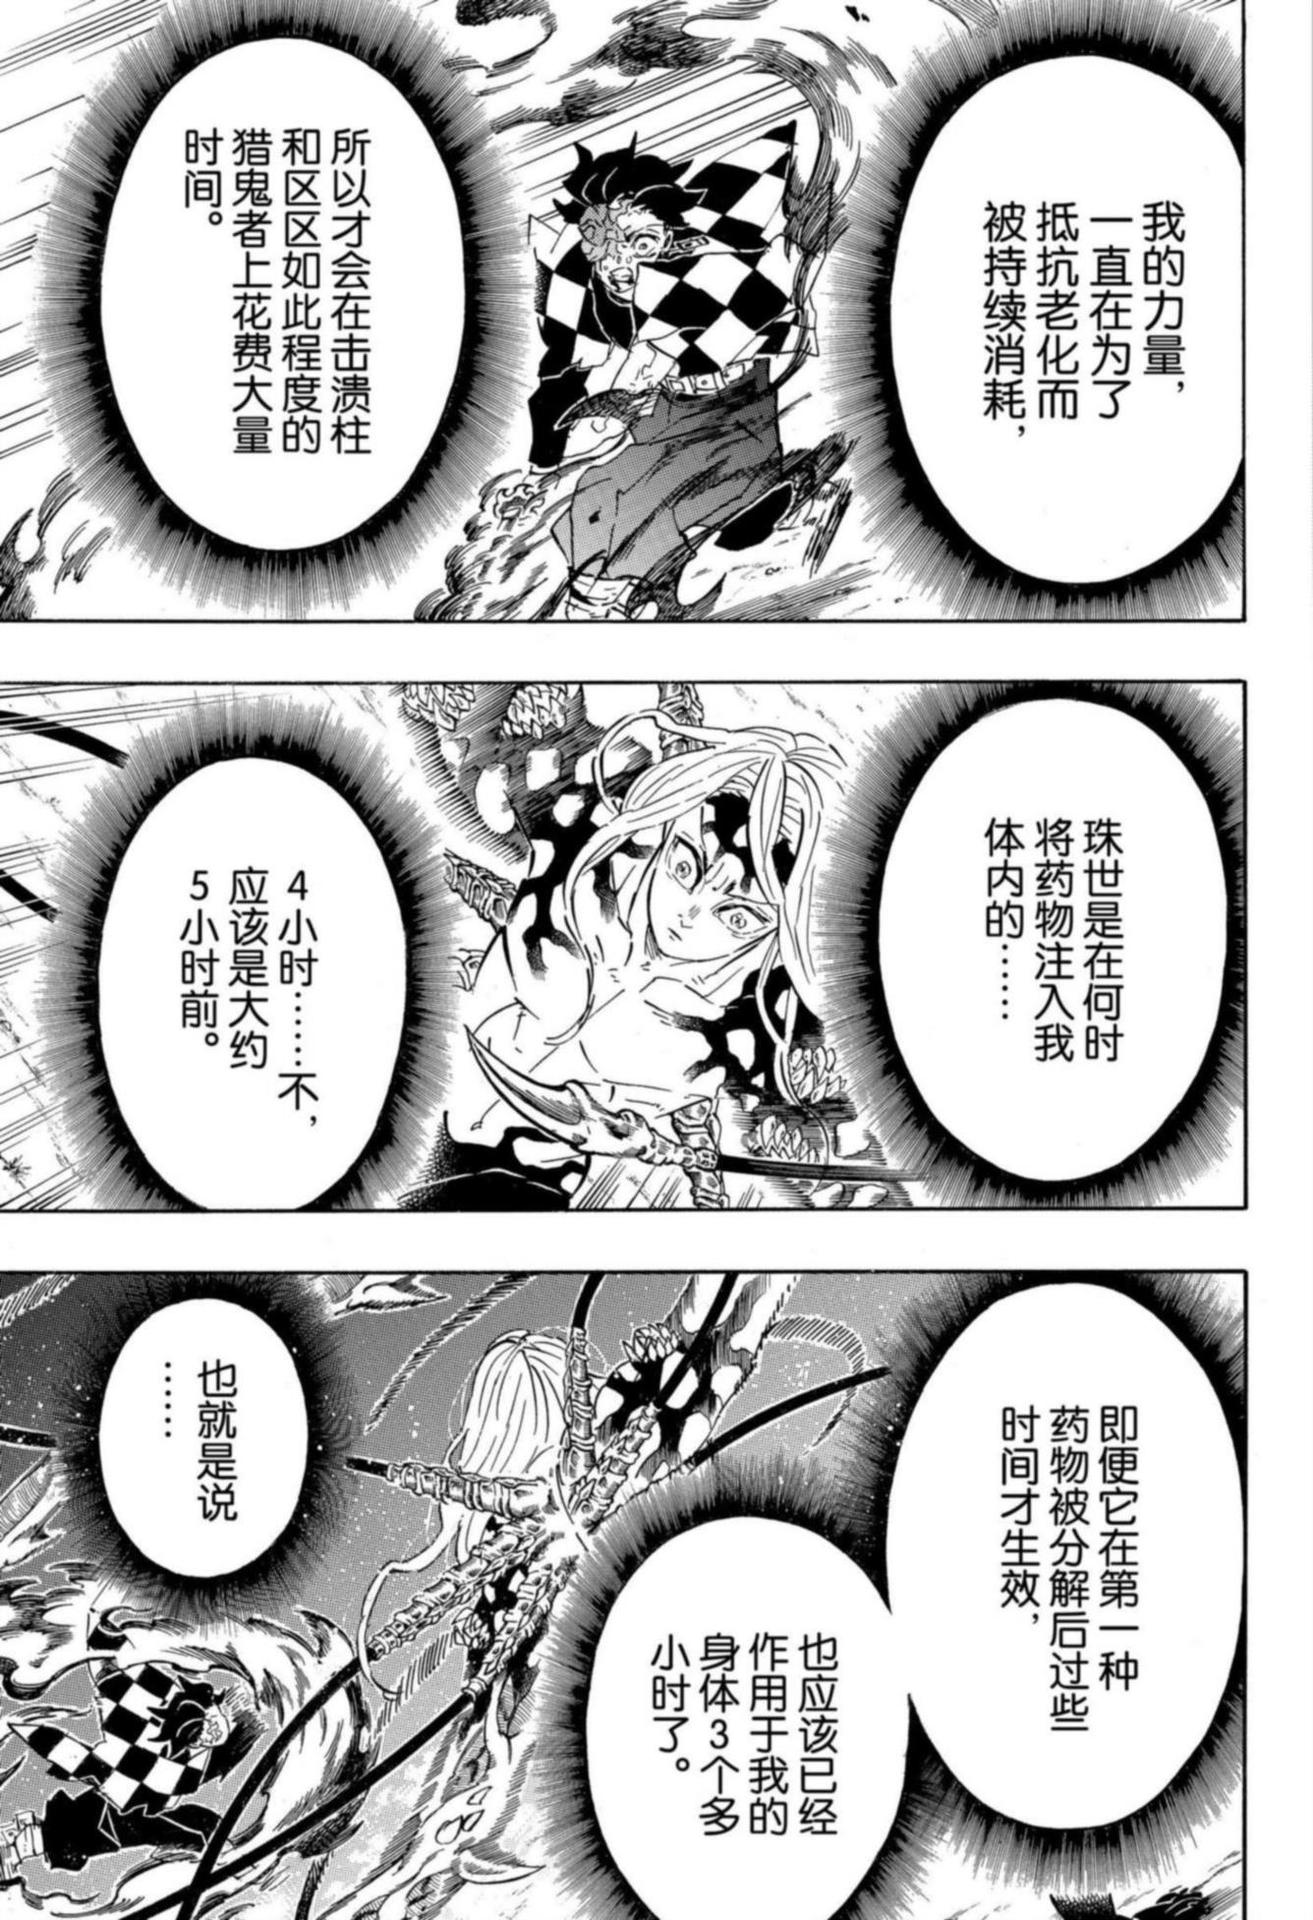 我的力量，
一直在为了
抵抗老化而
被持续消耗，
所以才会在击溃柱
和区区如此程度的
猎鬼者上花费大量
时间。
珠世是在何时
将药物注入我
体内的……
4小时……不，
应该是大约
5小时前。
即便它在第一种
药物被分解后过些
时间才生效，
也应该已经
作用于我的
身体3个多
小时了。
也就是说
……